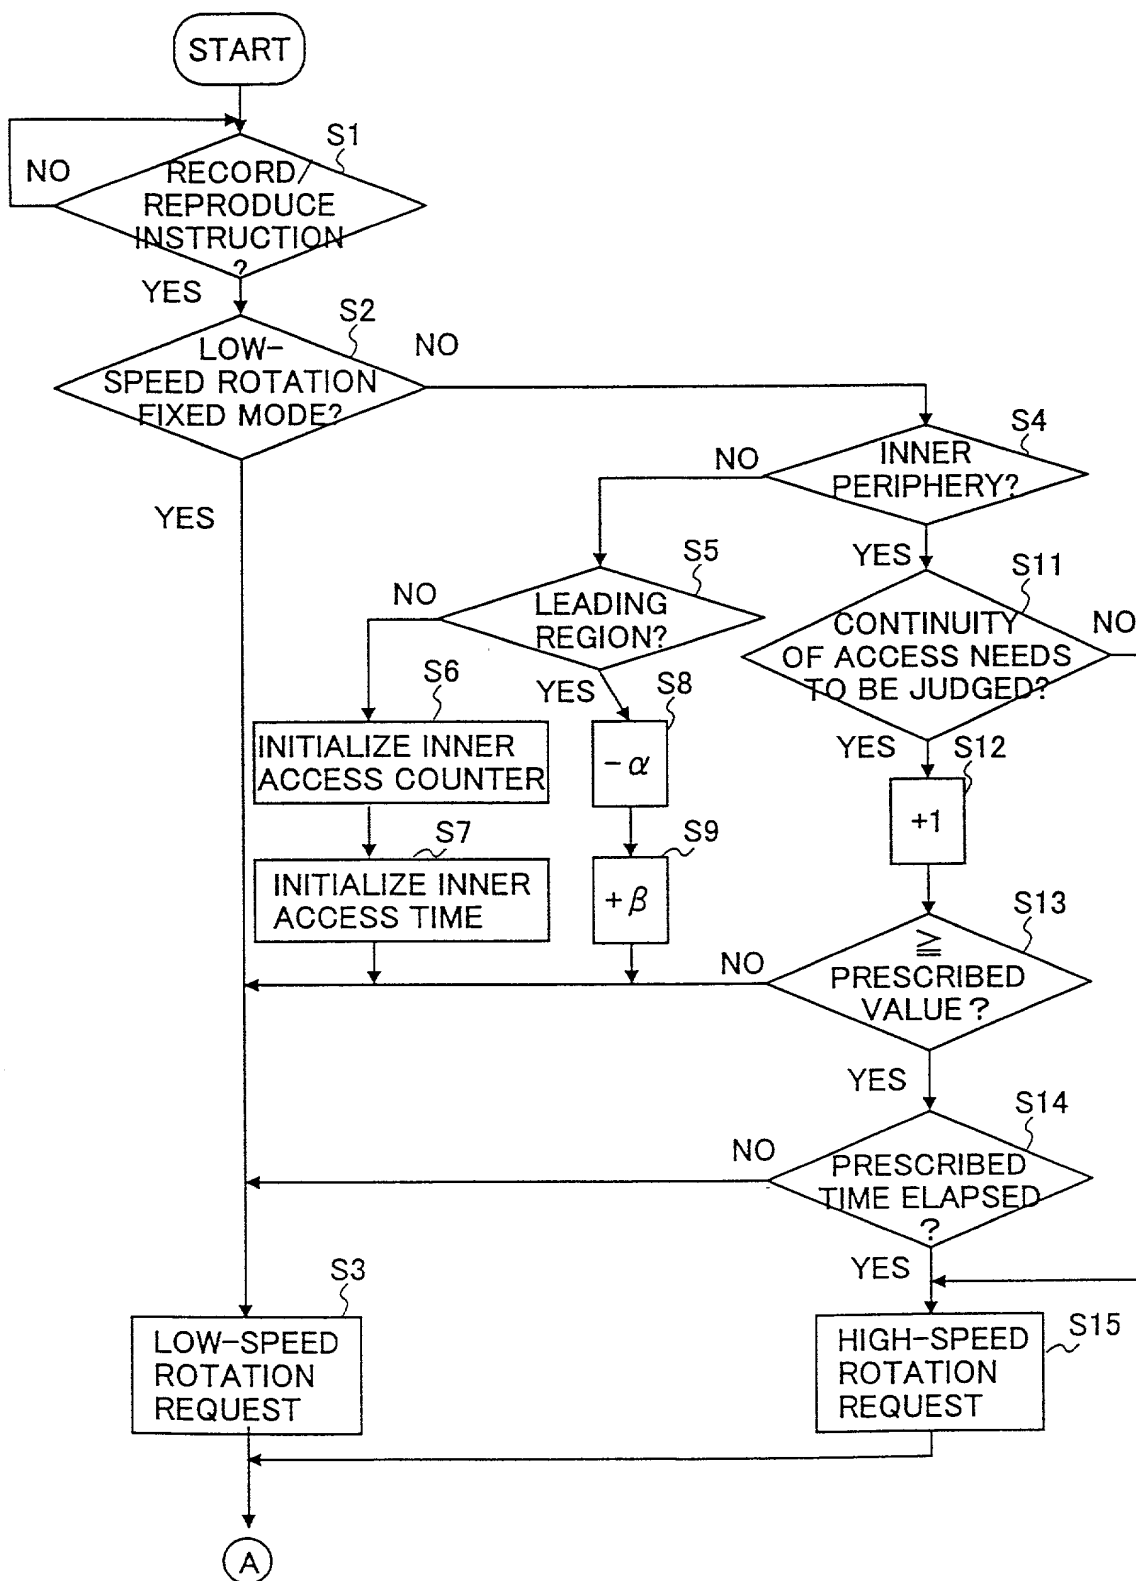 START
S1
NO
RECORD/
REPRODUCE
INSTRUCTION
?
YES
S2
NO
LOW-
SPEED ROTATION
FIXED MODE?
YES
S4
NO
INNER
PERIPHERY?
YES
S5
NO
LEADING
REGION?
YES
S11
NO
CONTINUITY
OF ACCESS NEEDS
TO BE JUDGED?
YES
S6
INITIALIZE INNER
ACCESS COUNTER
S8
-α
S12
+1
S7
INITIALIZE INNER
ACCESS TIME
S9
+β
S13
NO
≧
PRESCRIBED
VALUE?
YES
S14
NO
PRESCRIBED
TIME ELAPSED
?
YES
S3
LOW-SPEED
ROTATION
REQUEST
S15
HIGH-SPEED
ROTATION
REQUEST
A